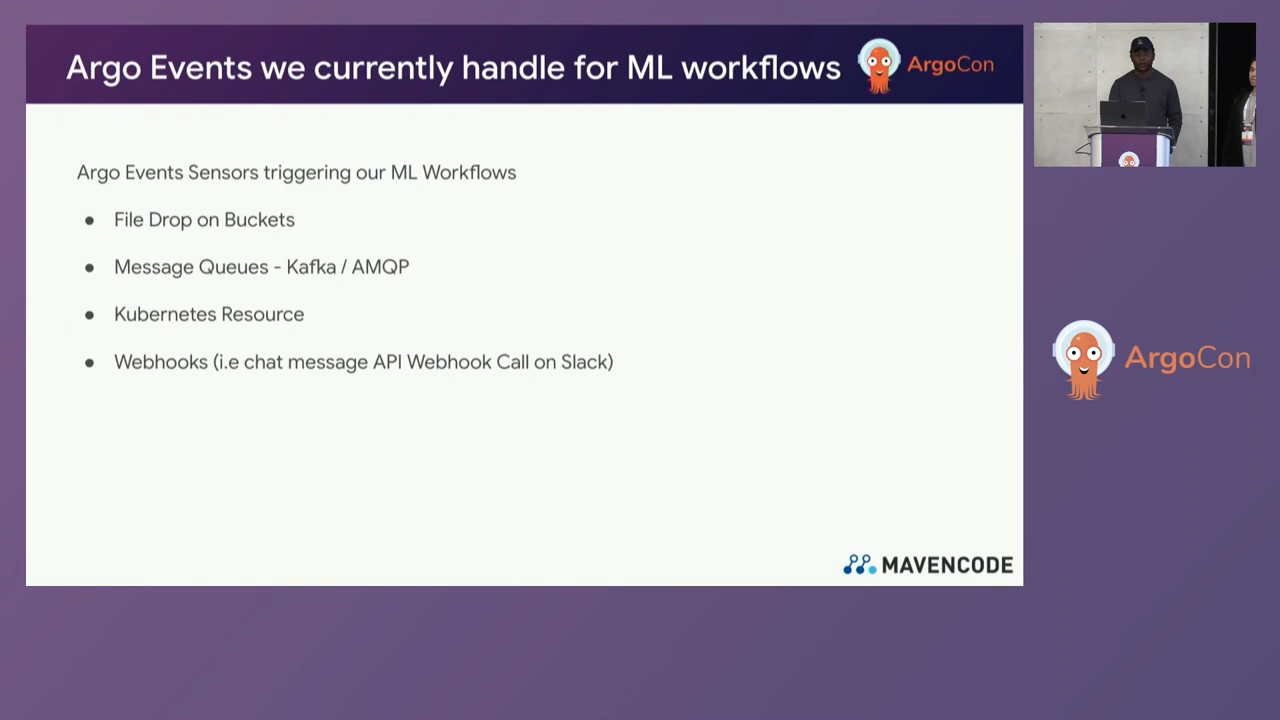 Argo Events we currently handle for ML workflows
ArgoCon
Argo Events Sensors triggering our ML Workflows
● File Drop on Buckets
● Message Queues - Kafka / AMQP
● Kubernetes Resource
● Webhooks (i.e chat message API Webhook Call on Slack)
MAVENCODE
ArgoCon